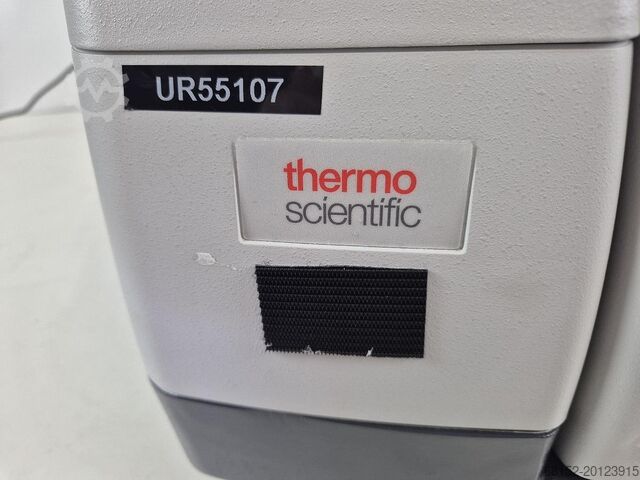 UR55107
thermo
scientific